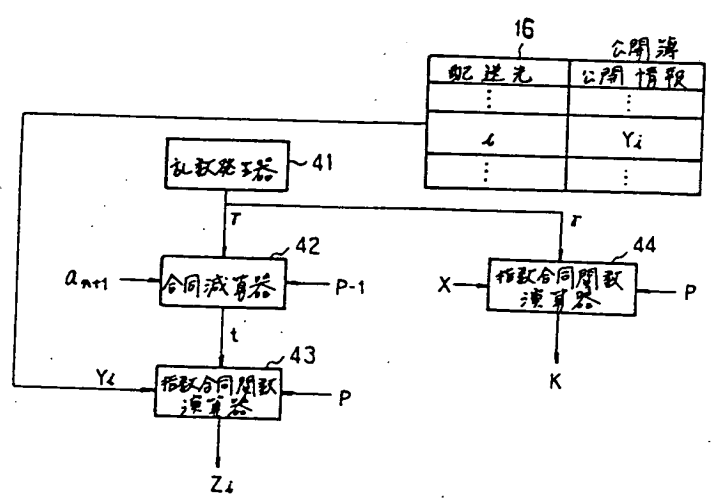 16
公開簿
配送先 公開情報
⋮ ⋮
i Yi
⋮ ⋮
乱数発生器 41
r r
42 44
an+1 合同減算器 P-1
X 指数合同関数演算器 P
t
43
Yi 指数合同関数演算器 P
K
Zi